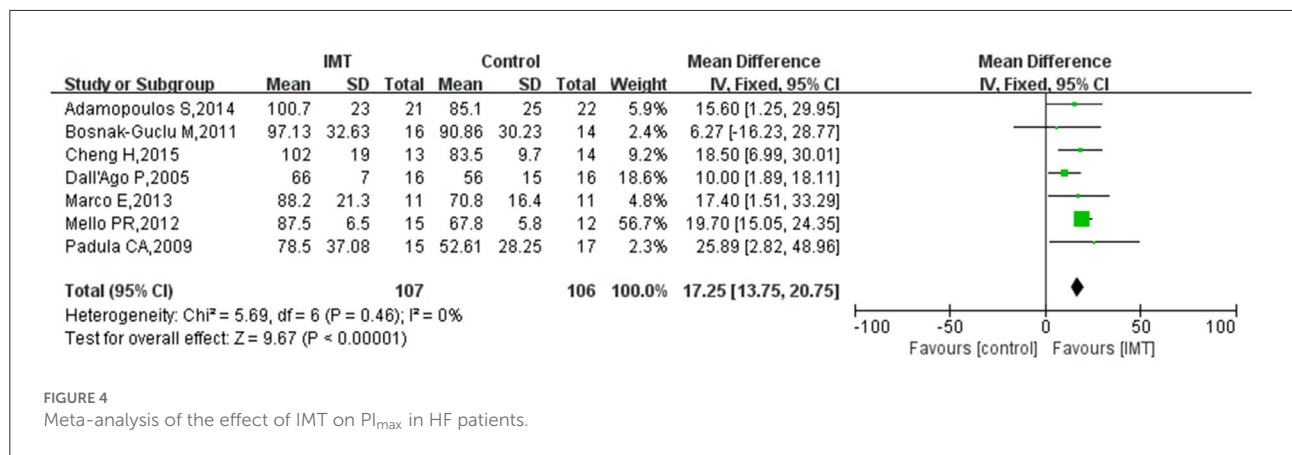 IMT Control Mean Difference Mean Difference
Study or Subgroup Mean SD Total Mean SD Total Weight IV, Fixed, 95% CI IV, Fixed, 95% CI
Adamopoulos S,2014 100.7 23 21 85.1 25 22 5.9% 15.60 [1.25, 29.95]
Bosnak-Guclu M,2011 97.13 32.63 16 90.86 30.23 14 2.4% 6.27 [-16.23, 28.77]
Cheng H,2015 102 19 13 83.5 9.7 14 9.2% 18.50 [6.99, 30.01]
Dall'Ago P,2005 66 7 16 56 15 16 18.6% 10.00 [1.89, 18.11]
Marco E,2013 88.2 21.3 11 70.8 16.4 11 4.8% 17.40 [1.51, 33.29]
Mello PR,2012 87.5 6.5 15 67.8 5.8 12 56.7% 19.70 [15.05, 24.35]
Padula CA,2009 78.5 37.08 15 52.61 28.25 17 2.3% 25.89 [2.82, 48.96]
Total (95% CI) 107 106 100.0% 17.25 [13.75, 20.75]
Heterogeneity: Chi² = 5.69, df = 6 (P = 0.46); I² = 0%
Test for overall effect: Z = 9.67 (P < 0.00001)
-100 -50 0 50 100
Favours [control] Favours [IMT]
FIGURE 4
Meta-analysis of the effect of IMT on PImax in HF patients.